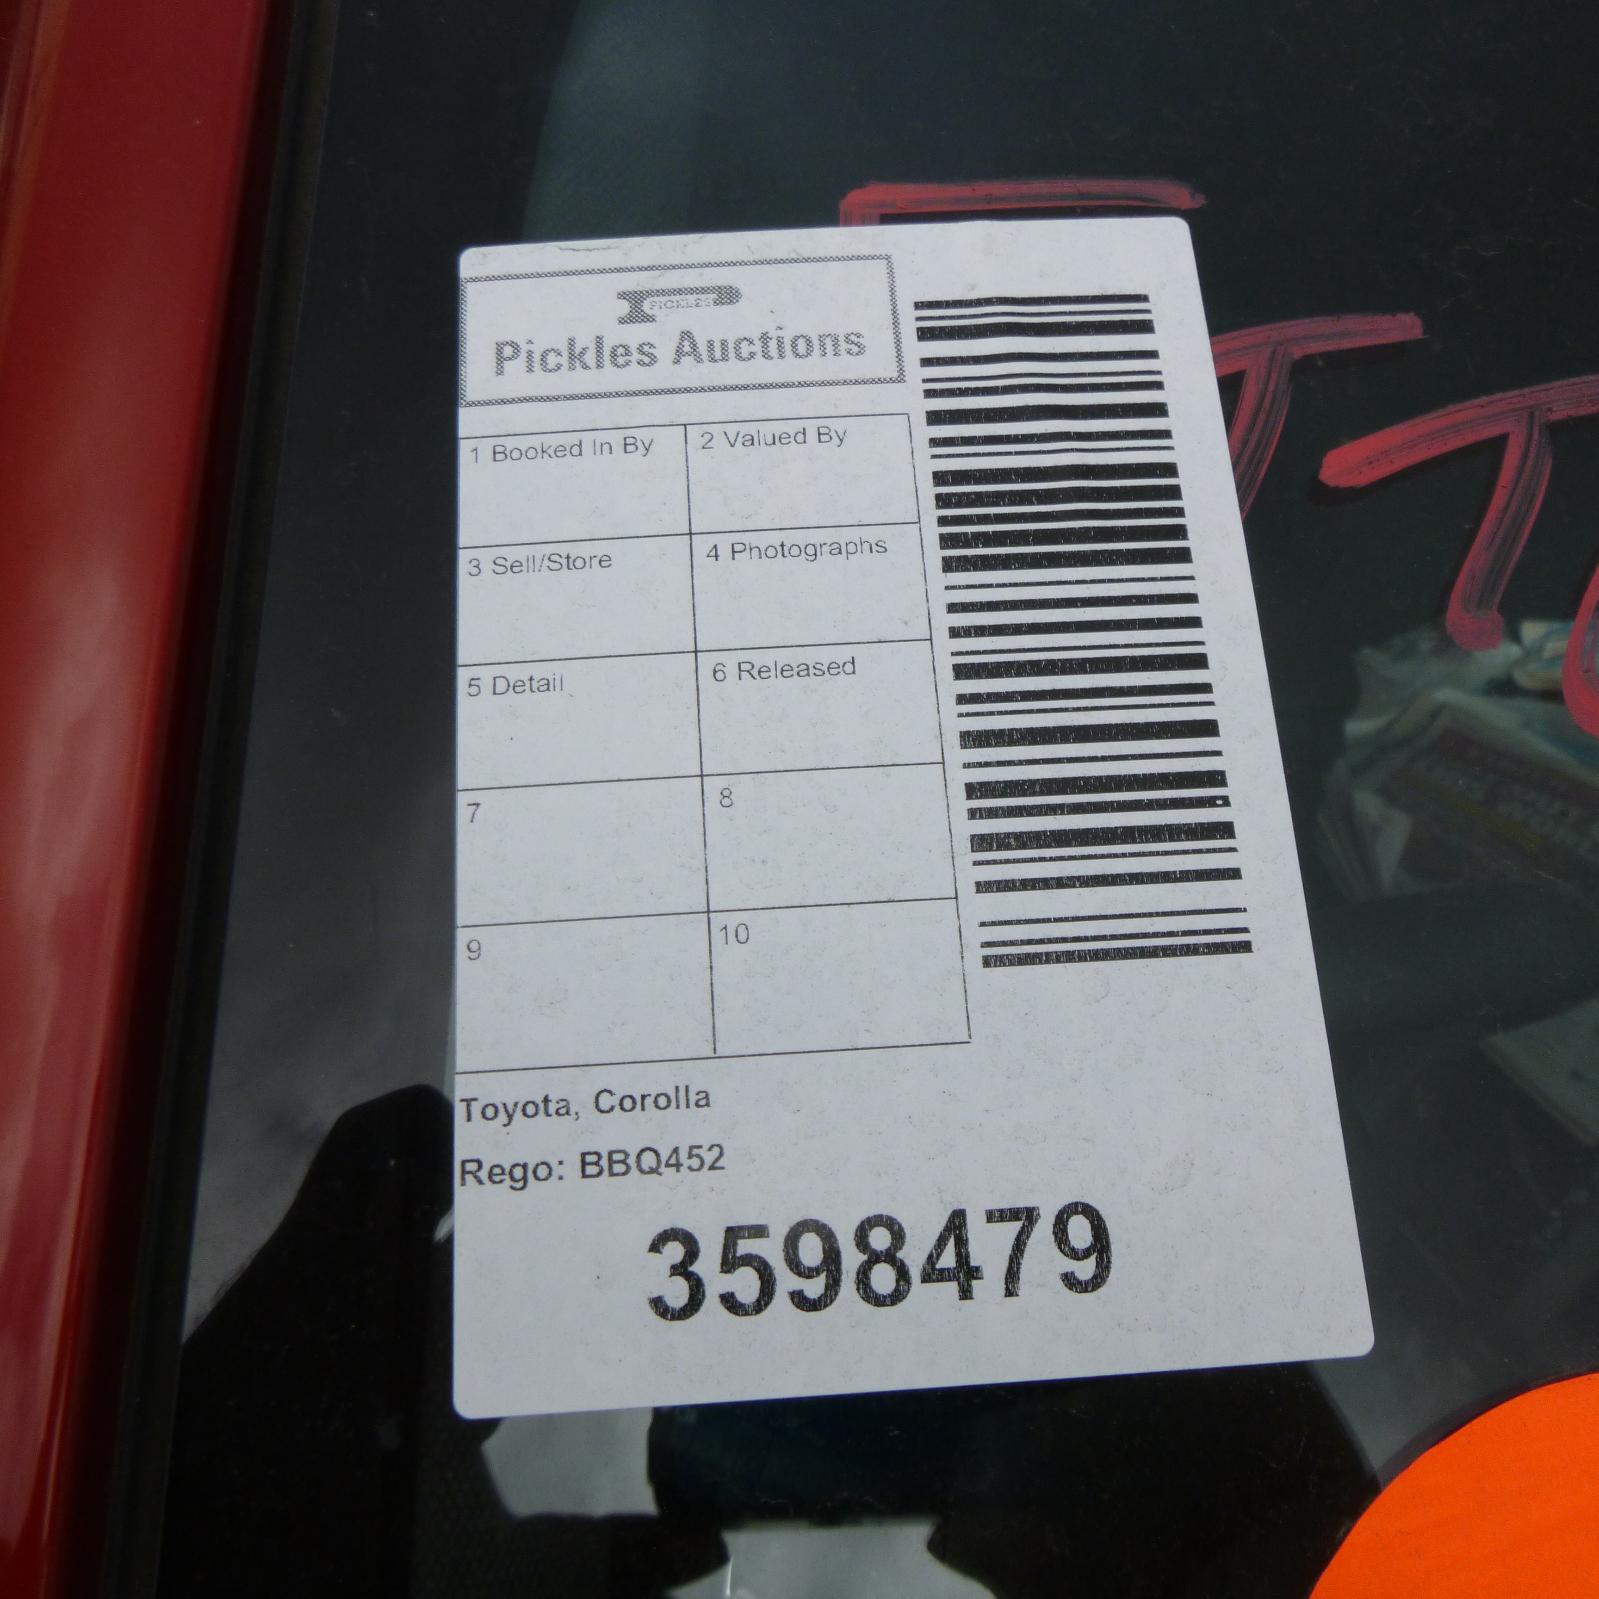 PICKLES
Pickles Auctions
1 Booked In By
2 Valued By
3 Sell/Store
4 Photographs
5 Detail
6 Released
7
8
9
10
Toyota, Corolla
Rego: BBQ452
3598479